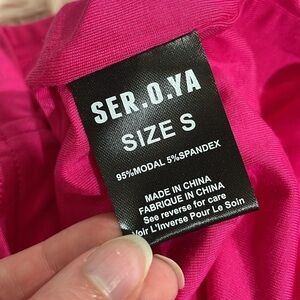 SER.O.YA
SIZE S
95%MODAL 5%SPANDEX
MADE IN CHINA
FABRIQUE IN CHINA
See reverse for care
Voir L'inverse Pour Le Soin